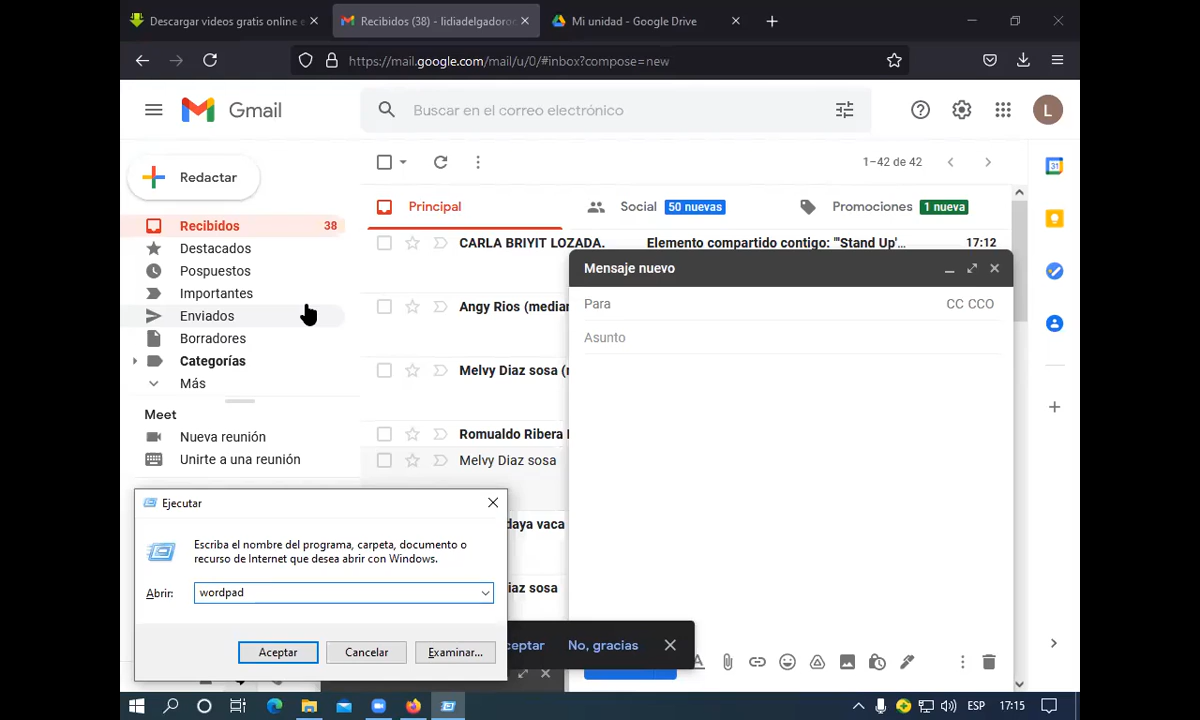 Descargar videos gratis online e
Recibidos (38) - lidiadelgadoroc
Mi unidad - Google Drive
https://mail.google.com/mail/u/0/#inbox?compose=new
Gmail
Buscar en el correo electrónico
L
Redactar
1–42 de 42
31
Recibidos 38
Principal
Social 50 nuevas
Promociones 1 nueva
Destacados
CARLA BRIYIT LOZADA. Elemento compartido contigo: "'Stand Up'… 17:12
Pospuestos
Mensaje nuevo
Importantes
Angy Rios (median
Para
CC CCO
Enviados
Asunto
Borradores
Categorías
Melvy Diaz sosa (
Más
Meet
Nueva reunión
Romualdo Ribera
Unirte a una reunión
Melvy Diaz sosa
Ejecutar
daya vaca
Escriba el nombre del programa, carpeta, documento o
recurso de Internet que desea abrir con Windows.
Abrir: wordpad
iaz sosa
Aceptar
Cancelar
Examinar...
ceptar
No, gracias
ESP
17:15